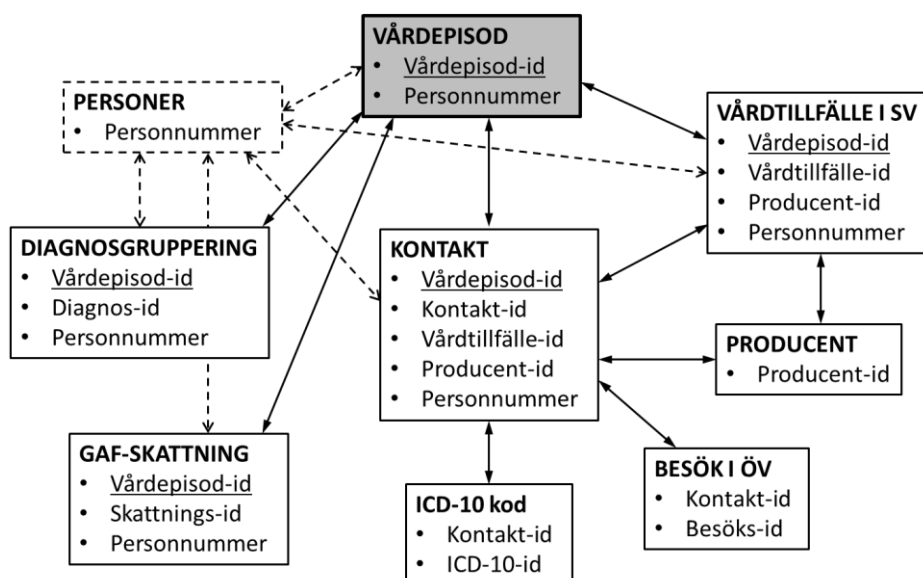 VÅRDEPISOD
• Vårdepisod-id
• Personnummer
PERSONER
• Personnummer
VÅRDTILLFÄLLE I SV
• Vårdepisod-id
• Vårdtillfälle-id
• Producent-id
• Personnummer
DIAGNOSGRUPPERING
• Vårdepisod-id
• Diagnos-id
• Personnummer
KONTAKT
• Vårdepisod-id
• Kontakt-id
• Vårdtillfälle-id
• Producent-id
• Personnummer
PRODUCENT
• Producent-id
GAF-SKATTNING
• Vårdepisod-id
• Skattnings-id
• Personnummer
ICD-10 kod
• Kontakt-id
• ICD-10-id
BESÖK I ÖV
• Kontakt-id
• Besöks-id